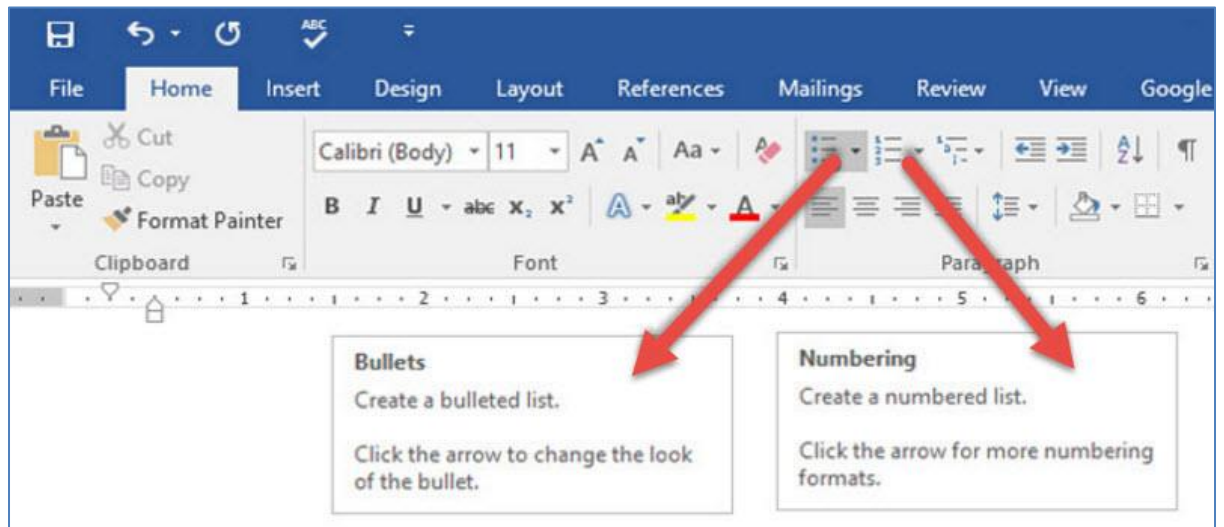 ABC
File Home Insert Design Layout References Mailings Review View Google
Cut
Copy
Paste
Format Painter
Clipboard
Calibri (Body) 11 A A Aa
B I U abc X₂ X² A ab A
Font
A Z ¶
Paragraph
1 2 3 4 5 6
Bullets
Create a bulleted list.
Click the arrow to change the look
of the bullet.
Numbering
Create a numbered list.
Click the arrow for more numbering
formats.